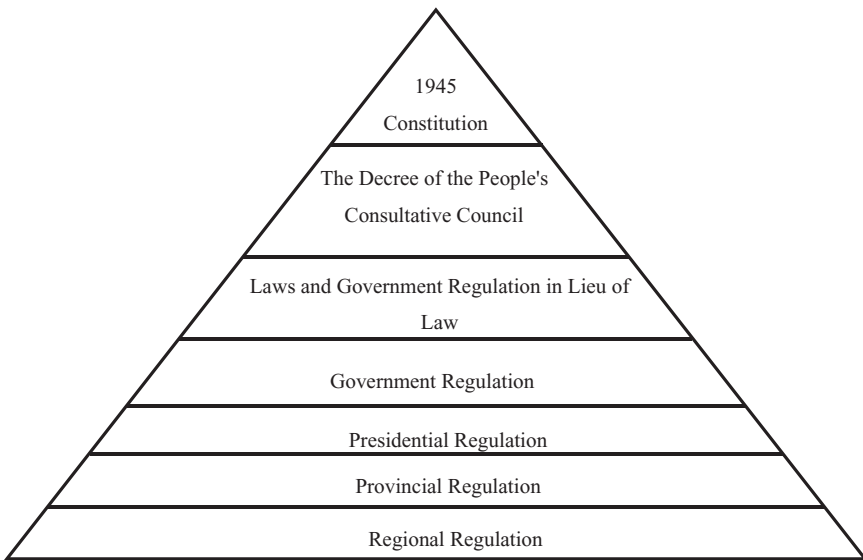 1945
Constitution
The Decree of the People's
Consultative Council
Laws and Government Regulation in Lieu of
Law
Government Regulation
Presidential Regulation
Provincial Regulation
Regional Regulation